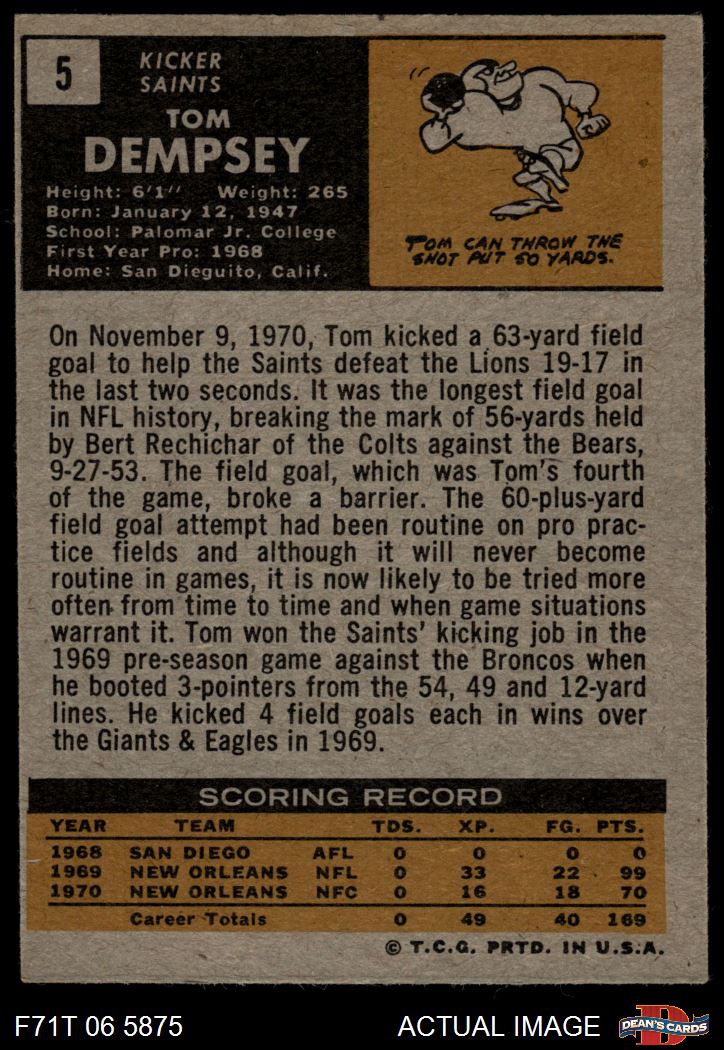 5
KICKER
SAINTS
TOM
DEMPSEY
Height: 6'1" Weight: 265
Born: January 12, 1947
School: Palomar Jr. College
First Year Pro: 1968
Home: San Dieguito, Calif.
TOM CAN THROW THE
SHOT PUT 50 YARDS.
On November 9, 1970, Tom kicked a 63-yard field
goal to help the Saints defeat the Lions 19-17 in
the last two seconds. It was the longest field goal
in NFL history, breaking the mark of 56-yards held
by Bert Rechichar of the Colts against the Bears,
9-27-53. The field goal, which was Tom's fourth
of the game, broke a barrier. The 60-plus-yard
field goal attempt had been routine on pro prac-
tice fields and although it will never become
routine in games, it is now likely to be tried more
often from time to time and when game situations
warrant it. Tom won the Saints' kicking job in the
1969 pre-season game against the Broncos when
he booted 3-pointers from the 54, 49 and 12-yard
lines. He kicked 4 field goals each in wins over
the Giants & Eagles in 1969.
SCORING RECORD
YEAR TEAM TDS. XP. FG. PTS.
1968 SAN DIEGO AFL 0 0 0 0
1969 NEW ORLEANS NFL 0 33 22 99
1970 NEW ORLEANS NFC 0 16 18 70
Career Totals 0 49 40 169
© T.C.G. PRTD. IN U.S.A.
F71T 06 5875 ACTUAL IMAGE
D
DEAN'S CARDS